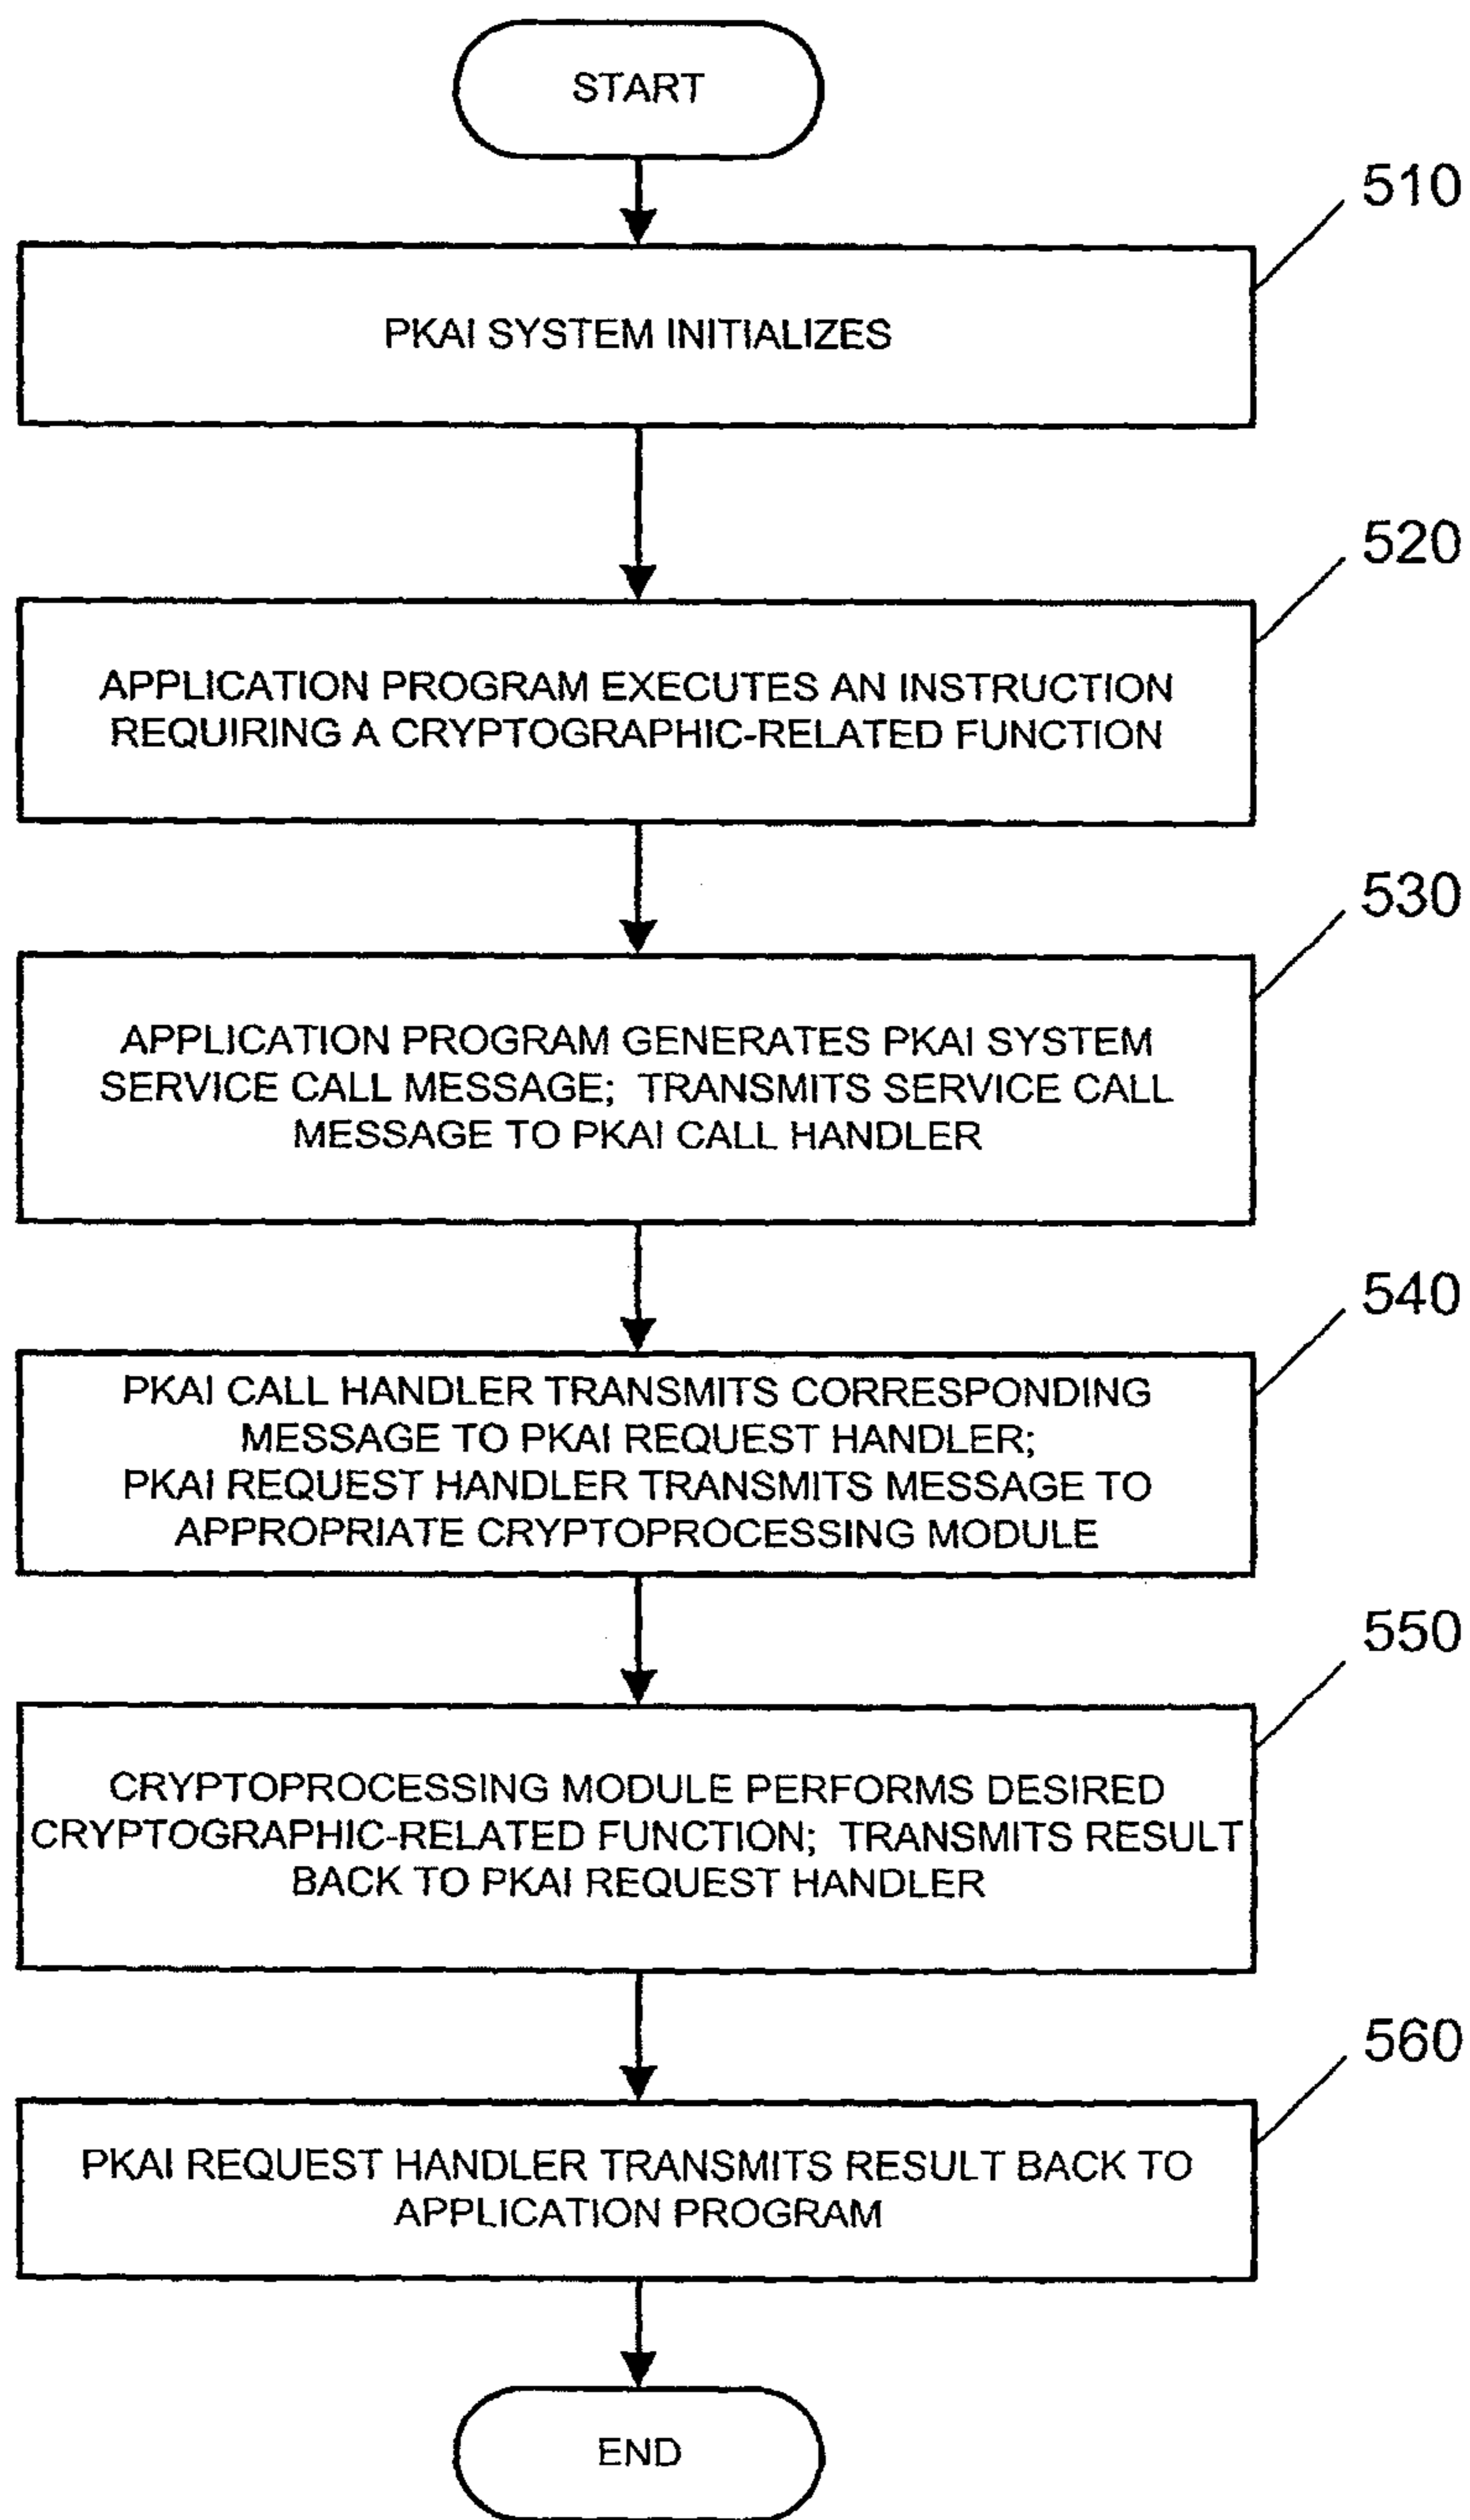 START
510
PKAI SYSTEM INITIALIZES
520
APPLICATION PROGRAM EXECUTES AN INSTRUCTION
REQUIRING A CRYPTOGRAPHIC-RELATED FUNCTION
530
APPLICATION PROGRAM GENERATES PKAI SYSTEM
SERVICE CALL MESSAGE; TRANSMITS SERVICE CALL
MESSAGE TO PKAI CALL HANDLER
540
PKAI CALL HANDLER TRANSMITS CORRESPONDING
MESSAGE TO PKAI REQUEST HANDLER;
PKAI REQUEST HANDLER TRANSMITS MESSAGE TO
APPROPRIATE CRYPTOPROCESSING MODULE
550
CRYPTOPROCESSING MODULE PERFORMS DESIRED
CRYPTOGRAPHIC-RELATED FUNCTION; TRANSMITS RESULT
BACK TO PKAI REQUEST HANDLER
560
PKAI REQUEST HANDLER TRANSMITS RESULT BACK TO
APPLICATION PROGRAM
END